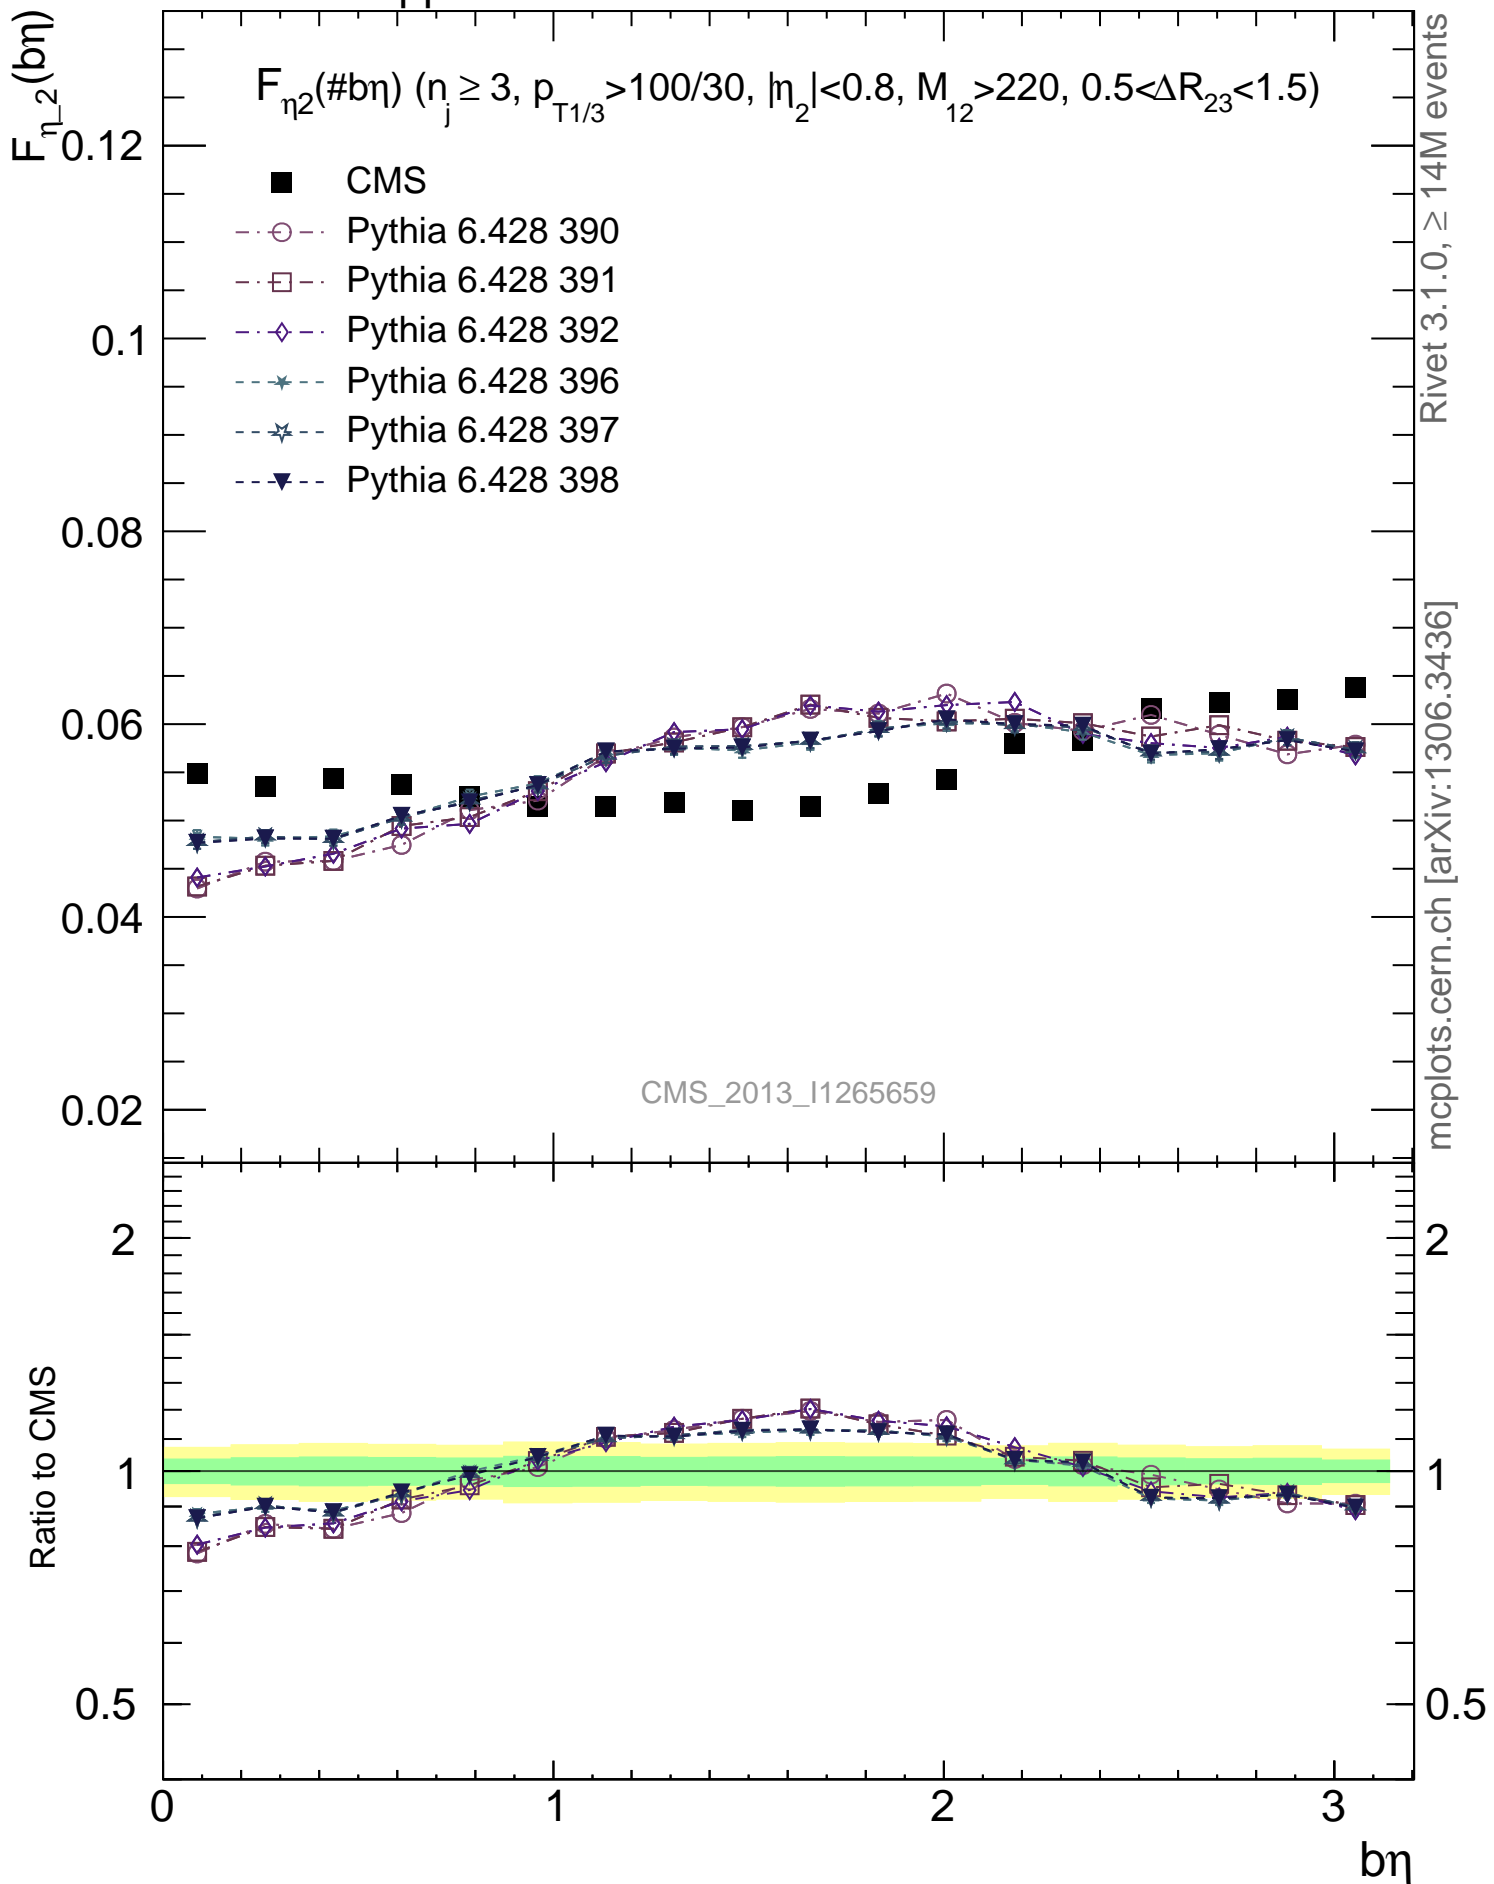 F_η_2(bη)
F_η2(#bη) (n_j ≥ 3, p_T1/3>100/30, |η_2|<0.8, M_12>220, 0.5<ΔR_23<1.5)
CMS
Pythia 6.428 390
Pythia 6.428 391
Pythia 6.428 392
Pythia 6.428 396
Pythia 6.428 397
Pythia 6.428 398
0.12
0.1
0.08
0.06
0.04
0.02
CMS_2013_I1265659
Rivet 3.1.0, ≥ 14M events
mcplots.cern.ch [arXiv:1306.3436]
Ratio to CMS
2
1
0.5
2
1
0.5
0
1
2
3
bη